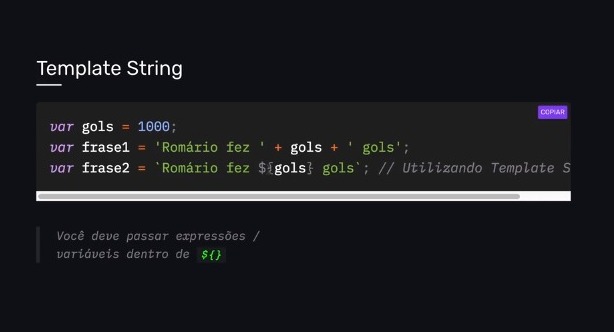 Template String
COPIAR
var gols = 1000;
var frase1 = 'Romário fez ' + gols + ' gols';
var frase2 = `Romário fez ${gols} gols`; // Utilizando Template S
Você deve passar expressões /
variáveis dentro de ${}